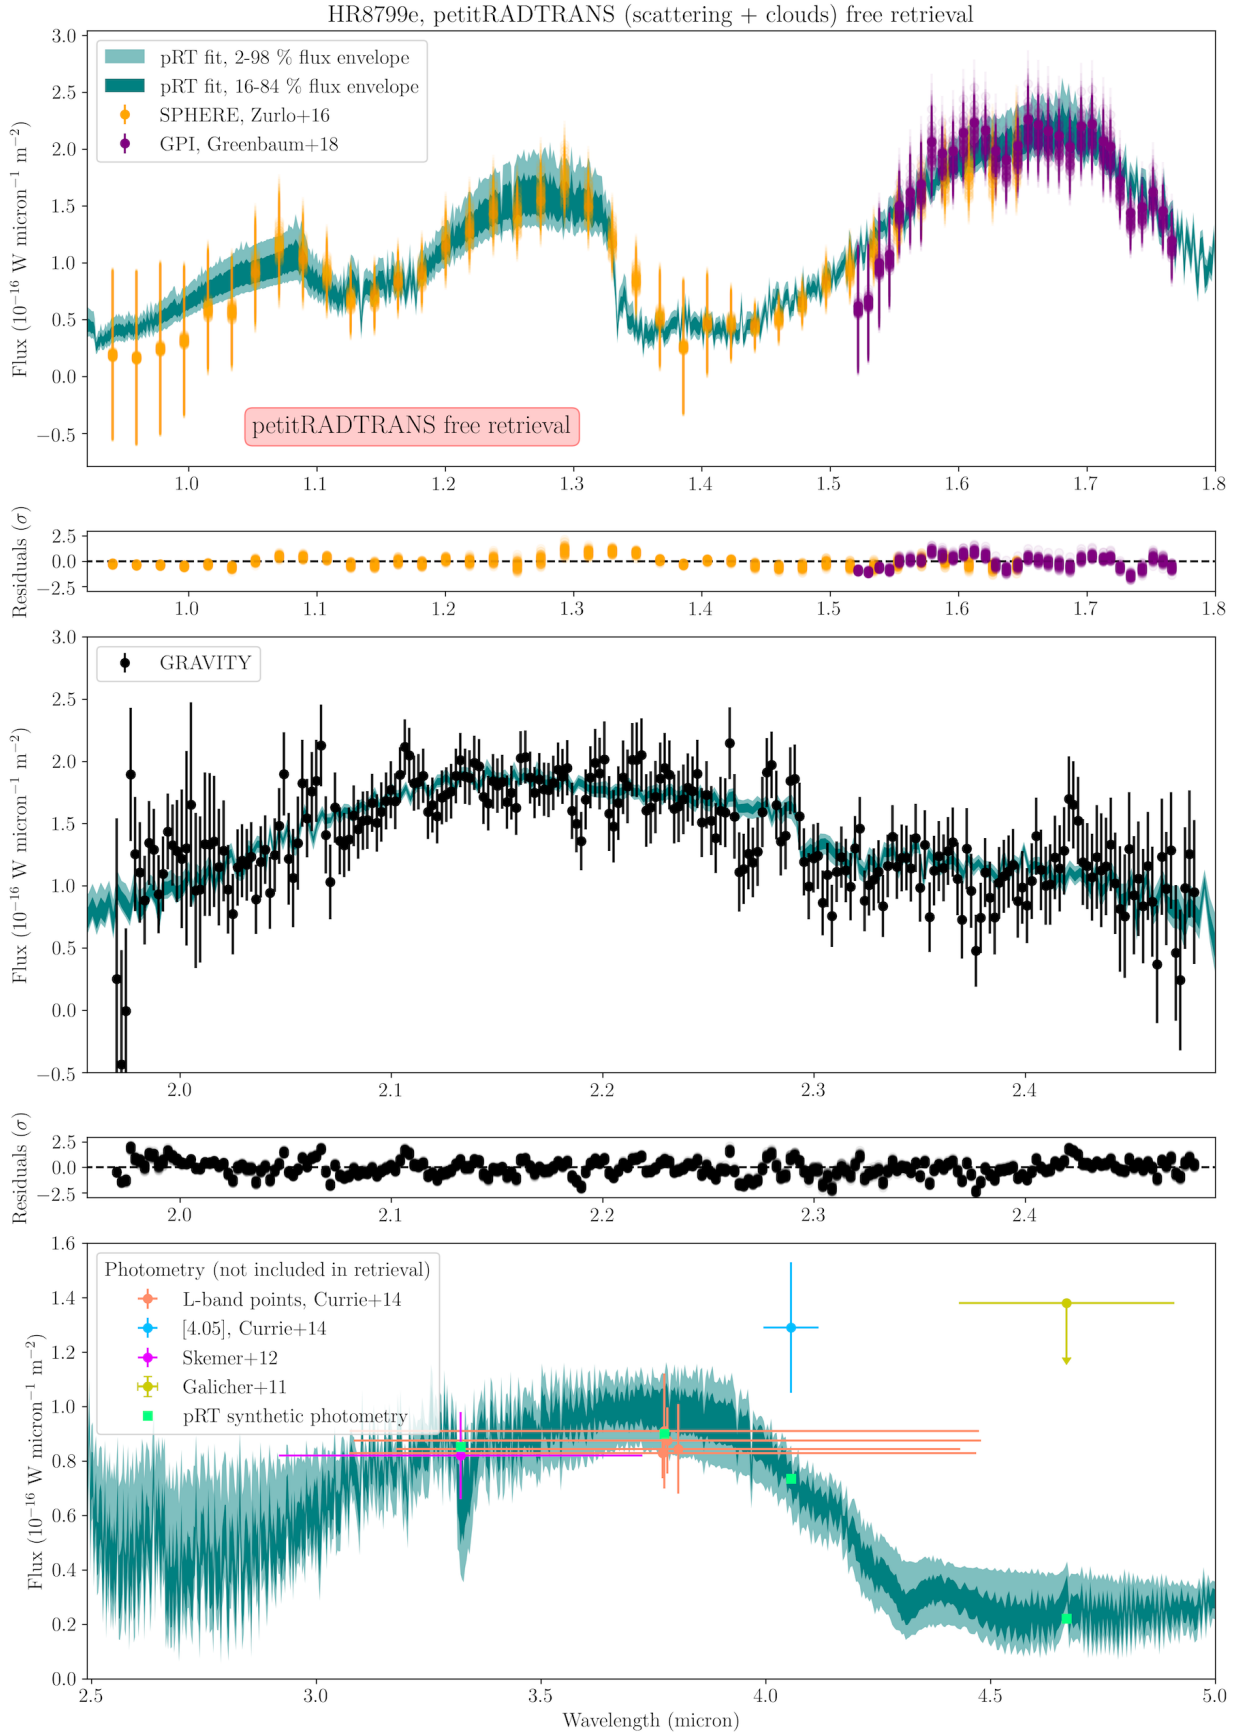 HR8799e, petitRADTRANS (scattering + clouds) free retrieval
3.0
2.5
2.0
1.5
1.0
0.5
0.0
−0.5
Flux (10⁻¹⁶ W micron⁻¹ m⁻²)
pRT fit, 2-98 % flux envelope
pRT fit, 16-84 % flux envelope
SPHERE, Zurlo+16
GPI, Greenbaum+18
petitRADTRANS free retrieval
1.0 1.1 1.2 1.3 1.4 1.5 1.6 1.7 1.8
Residuals (σ)
2.5
0.0
−2.5
1.0 1.1 1.2 1.3 1.4 1.5 1.6 1.7 1.8
3.0
2.5
2.0
1.5
1.0
0.5
0.0
−0.5
Flux (10⁻¹⁶ W micron⁻¹ m⁻²)
GRAVITY
2.0 2.1 2.2 2.3 2.4
Residuals (σ)
2.5
0.0
−2.5
2.0 2.1 2.2 2.3 2.4
1.6
1.4
1.2
1.0
0.8
0.6
0.4
0.2
0.0
Flux (10⁻¹⁶ W micron⁻¹ m⁻²)
Photometry (not included in retrieval)
L-band points, Currie+14
[4.05], Currie+14
Skemer+12
Galicher+11
pRT synthetic photometry
2.5 3.0 3.5 4.0 4.5 5.0
Wavelength (micron)